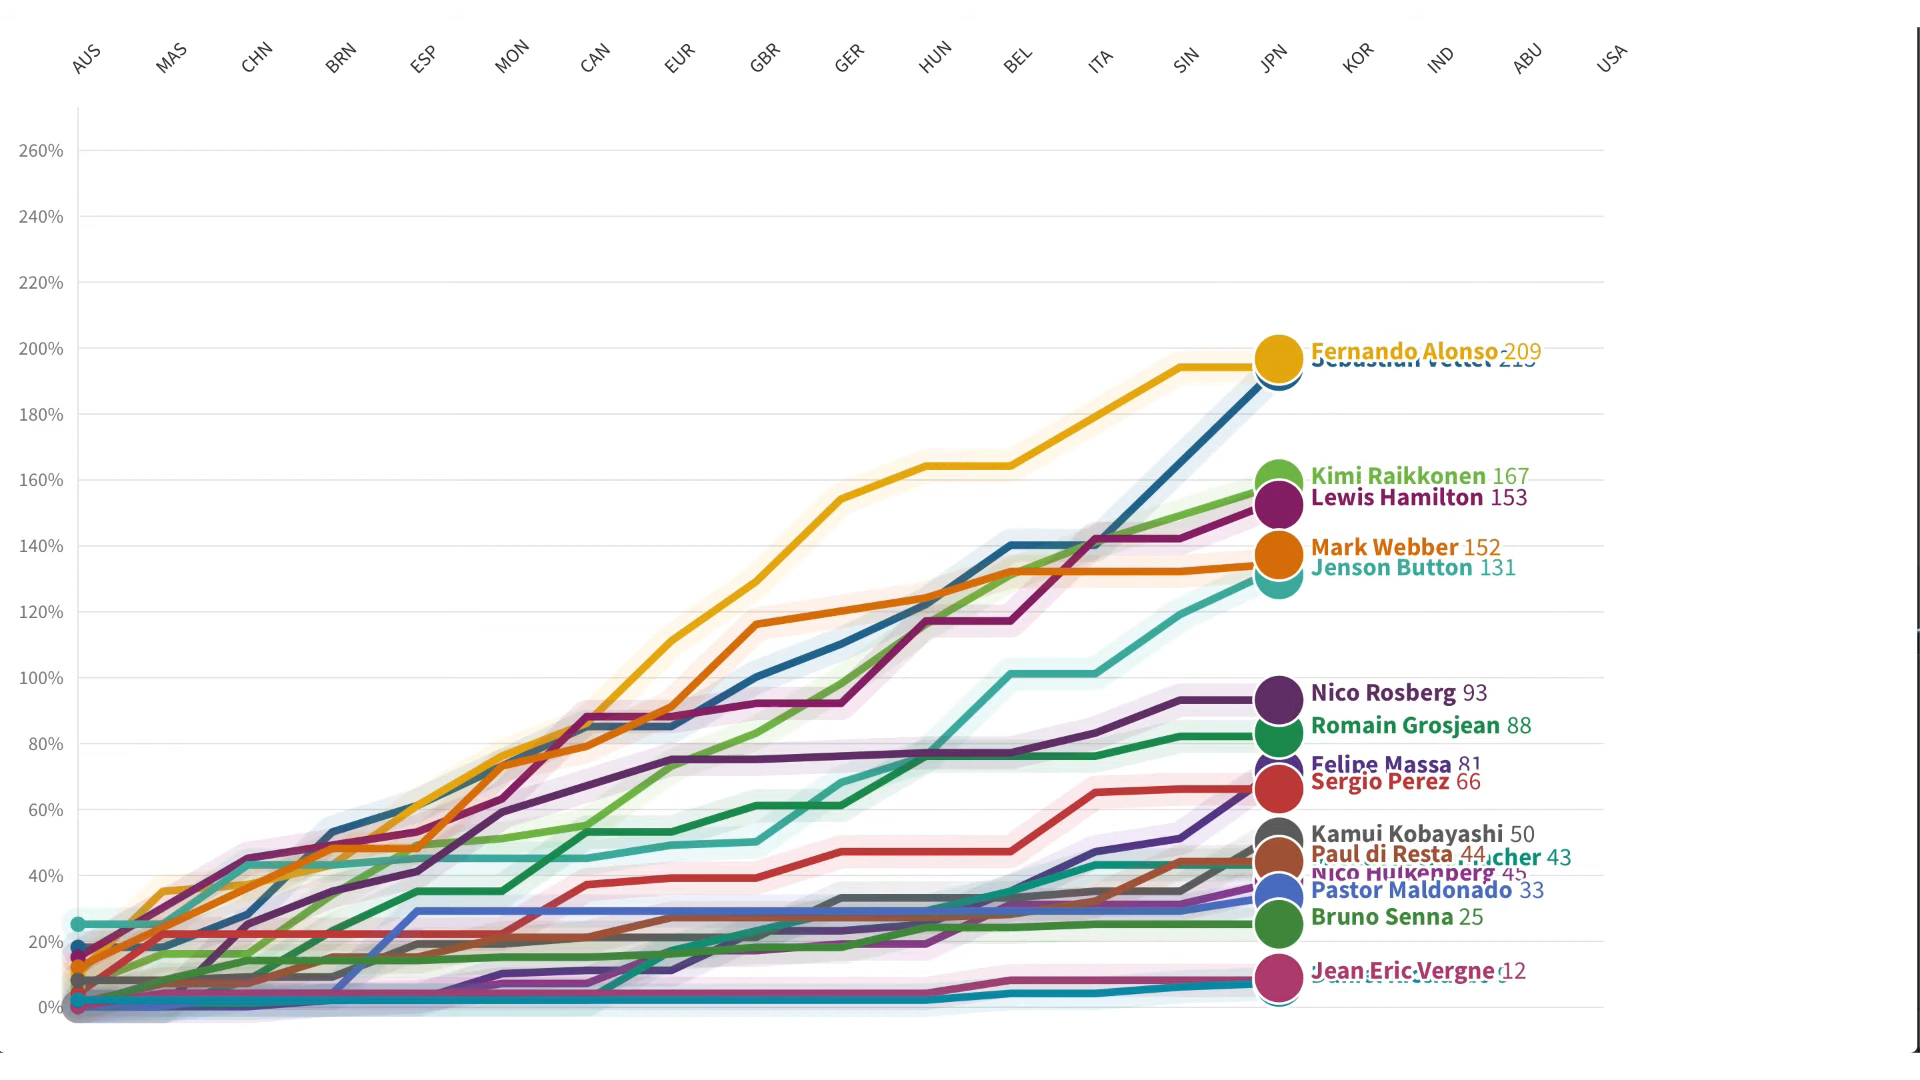 AUS MAS CHN BRN ESP MON CAN EUR GBR GER HUN BEL ITA SIN JPN KOR IND ABU USA
260%
240%
220%
200%
180%
160%
140%
120%
100%
80%
60%
40%
20%
0%
Fernando Alonso 209
Sebastian Vettel 215
Kimi Raikkonen 167
Lewis Hamilton 153
Mark Webber 152
Jenson Button 131
Nico Rosberg 93
Romain Grosjean 88
Felipe Massa 81
Sergio Perez 66
Kamui Kobayashi 50
Paul di Resta 44
43
Nico Hulkenberg 45
Pastor Maldonado 33
Bruno Senna 25
Jean Eric Vergne 12